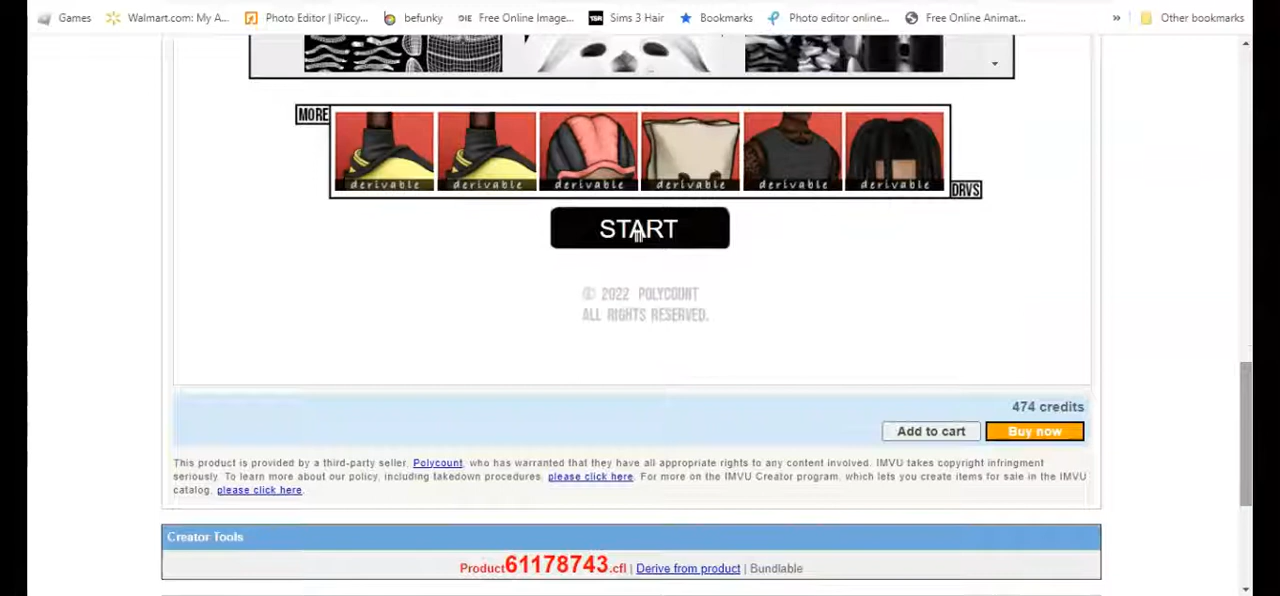 Games Walmart.com: My A... Photo Editor | iPiccy... befunky DIE Free Online Image... TSR Sims 3 Hair Bookmarks Photo editor online... Free Online Animat... » Other bookmarks
MORE
derivable derivable derivable derivable derivable derivable
DRVS
START
© 2022 POLYCOUNT
ALL RIGHTS RESERVED.
474 credits
Add to cart Buy now
This product is provided by a third-party seller, Polycount, who has warranted that they have all appropriate rights to any content involved. IMVU takes copyright infringment
seriously. To learn more about our policy, including takedown procedures, please click here. For more on the IMVU Creator program, which lets you create items for sale in the IMVU
catalog, please click here.
Creator Tools
Product61178743.cfl | Derive from product | Bundlable